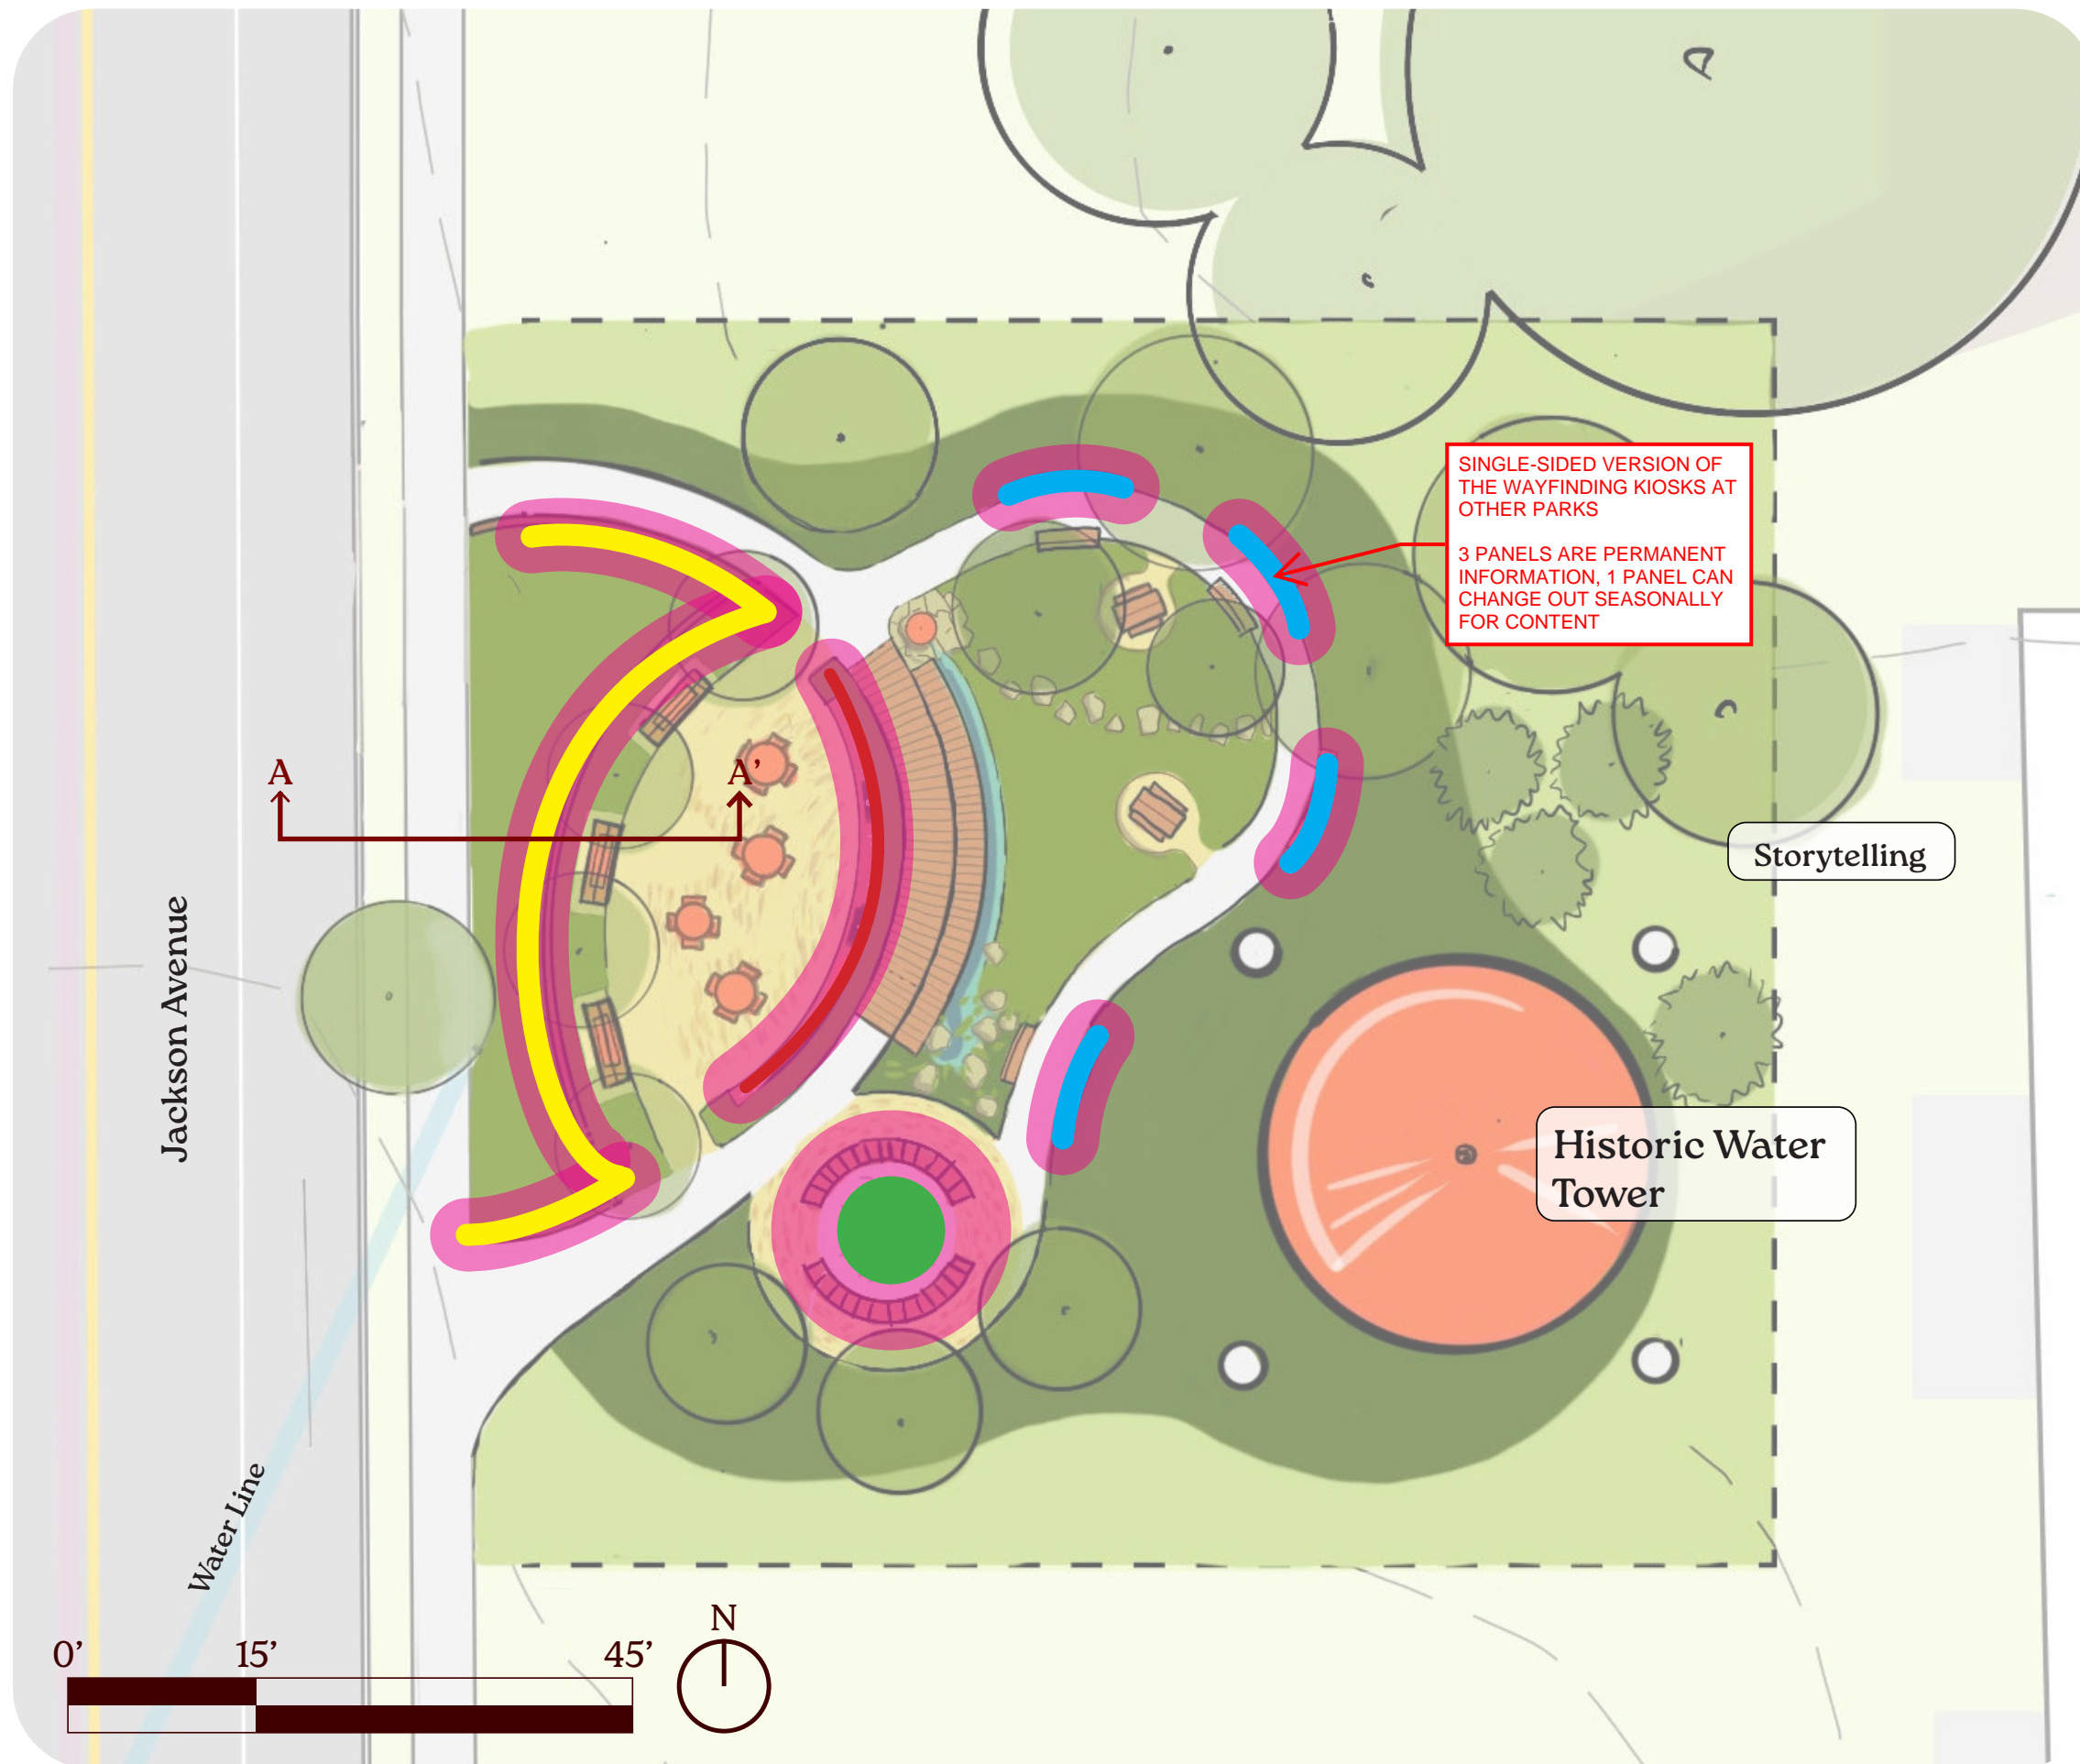 SINGLE-SIDED VERSION OF
THE WAYFINDING KIOSKS AT
OTHER PARKS
3 PANELS ARE PERMANENT
INFORMATION, 1 PANEL CAN
CHANGE OUT SEASONALLY
FOR CONTENT
A
A’
Storytelling
Jackson Avenue
Historic Water
Tower
Water Line
N
0’
15’
45’